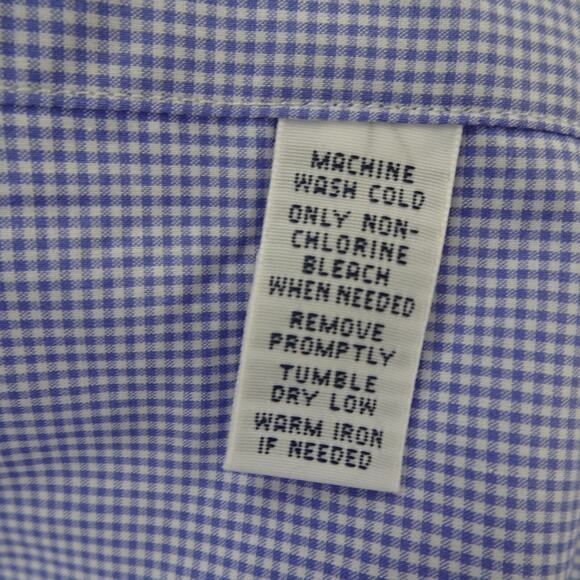 MACHINE
WASH COLD
ONLY NON-
CHLORINE
BLEACH
WHEN NEEDED
REMOVE
PROMPTLY
TUMBLE
DRY LOW
WARM IRON
IF NEEDED